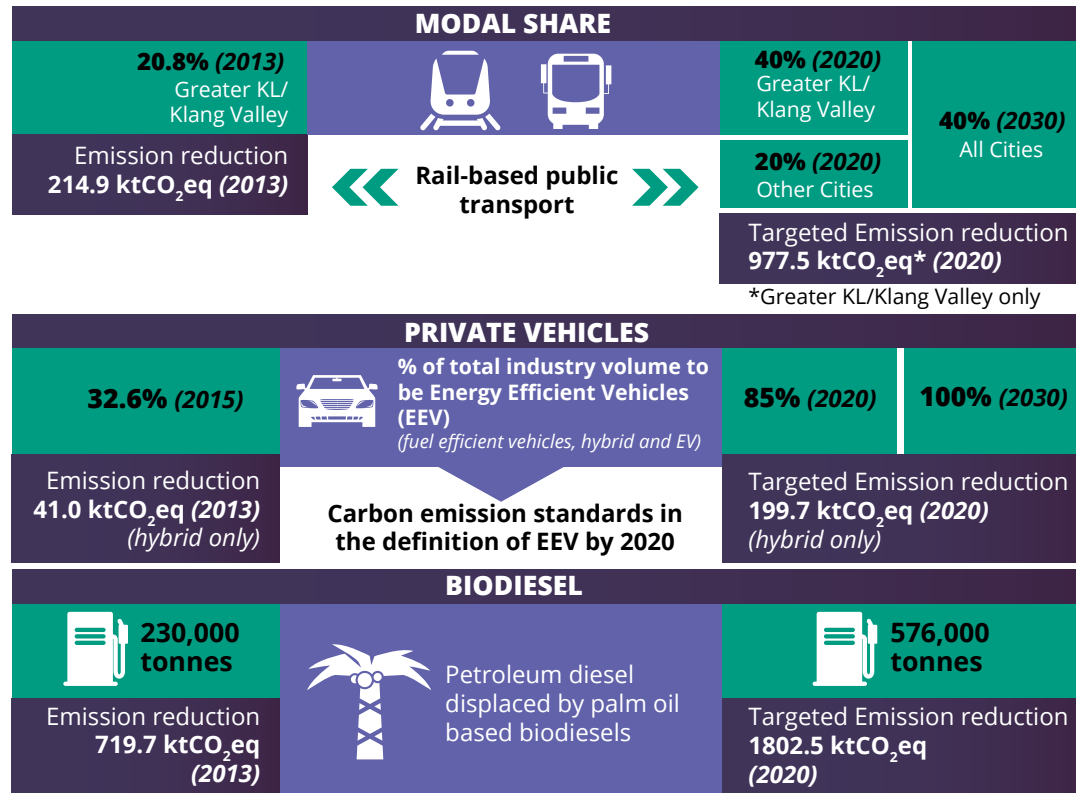 MODAL SHARE
20.8% (2013)
Greater KL/
Klang Valley
Emission reduction
214.9 ktCO₂eq (2013)
Rail-based public
transport
40% (2020)
Greater KL/
Klang Valley
20% (2020)
Other Cities
40% (2030)
All Cities
Targeted Emission reduction
977.5 ktCO₂eq* (2020)
*Greater KL/Klang Valley only
PRIVATE VEHICLES
32.6% (2015)
Emission reduction
41.0 ktCO₂eq (2013)
(hybrid only)
% of total industry volume to
be Energy Efficient Vehicles
(EEV)
(fuel efficient vehicles, hybrid and EV)
Carbon emission standards in
the definition of EEV by 2020
85% (2020)
100% (2030)
Targeted Emission reduction
199.7 ktCO₂eq (2020)
(hybrid only)
BIODIESEL
230,000
tonnes
Emission reduction
719.7 ktCO₂eq
(2013)
Petroleum diesel
displaced by palm oil
based biodiesels
576,000
tonnes
Targeted Emission reduction
1802.5 ktCO₂eq
(2020)